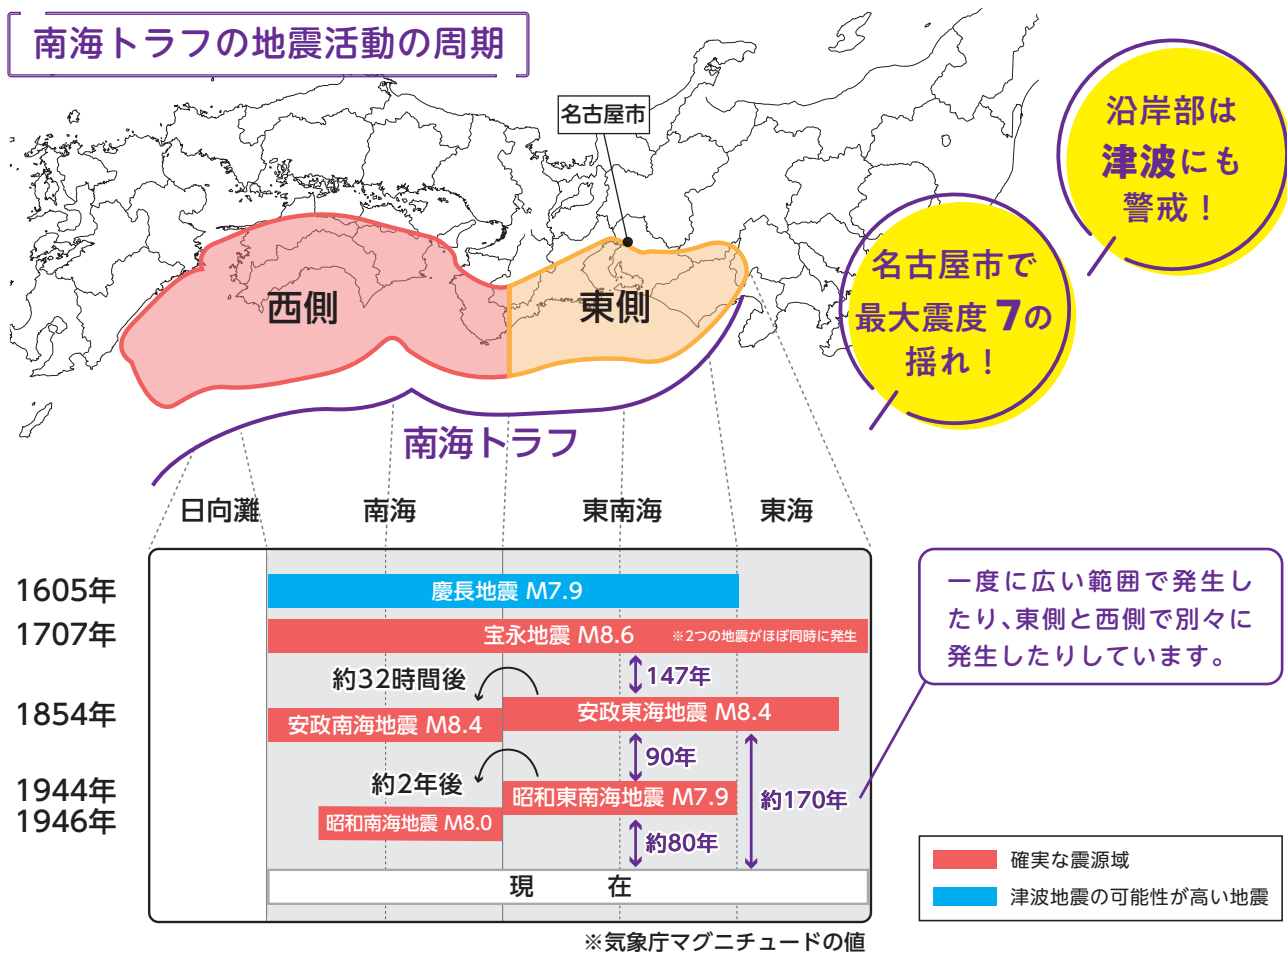 南海トラフの地震活動の周期
名古屋市
沿岸部は
津波にも
警戒！
名古屋市で
最大震度7の
揺れ！
西側
東側
南海トラフ
日向灘
南海
東南海
東海
1605年
慶長地震 M7.9
1707年
宝永地震 M8.6
※2つの地震がほぼ同時に発生
147年
約32時間後
1854年
安政南海地震 M8.4
安政東海地震 M8.4
90年
約2年後
1944年
昭和東南海地震 M7.9
1946年
昭和南海地震 M8.0
約170年
約80年
現在
一度に広い範囲で発生し
たり、東側と西側で別々に
発生したりしています。
確実な震源域
津波地震の可能性が高い地震
※気象庁マグニチュードの値